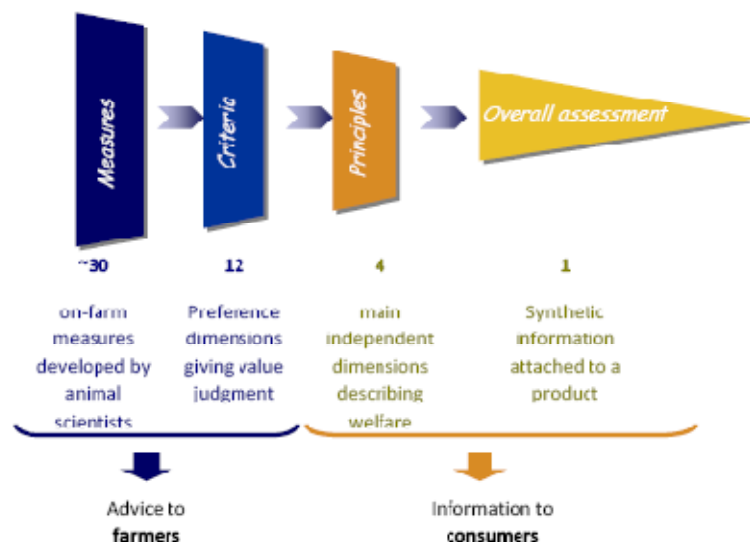 Measures
Criteric
Principles
Overall assessment
~30
12
4
1
on-farm
measures
developed by
animal
scientists
Preference
dimensions
giving value
judgment
main
independent
dimensions
describing
welfare
Synthetic
information
attached to a
product
Advice to
farmers
Information to
consumers